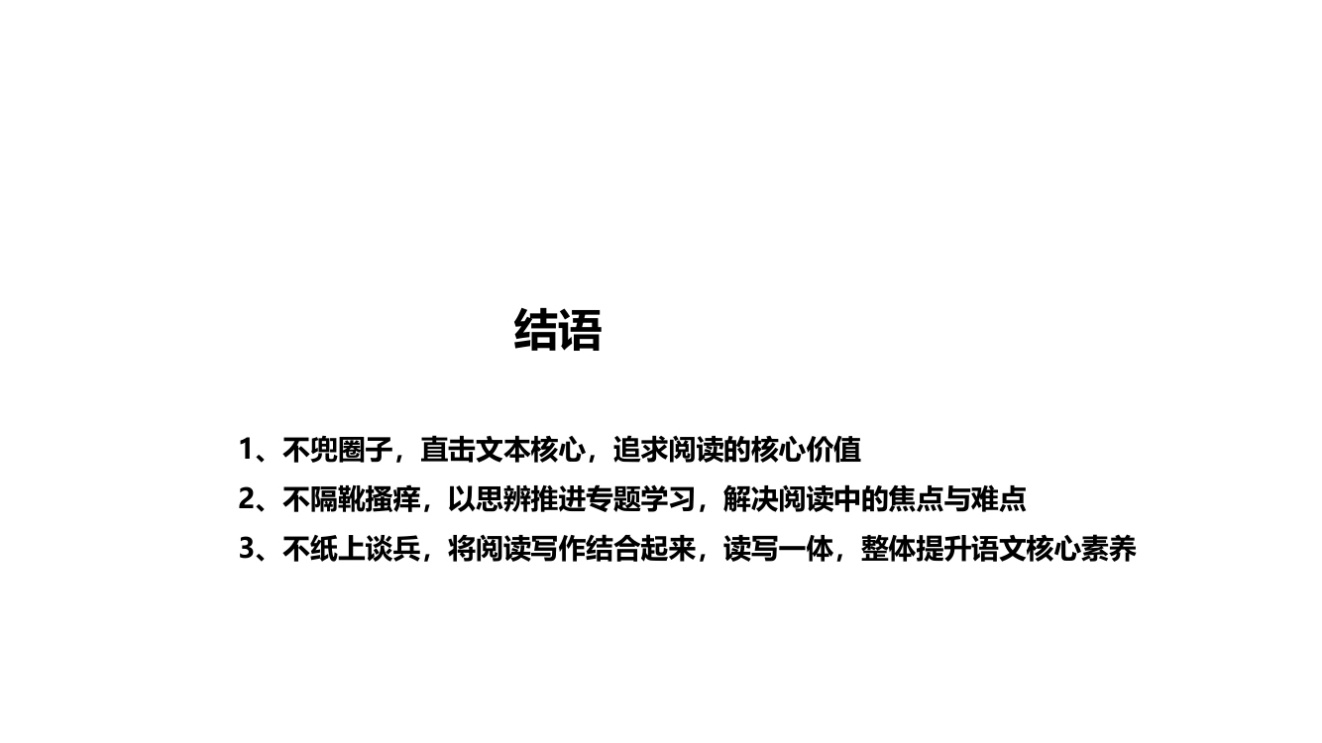 结语
1、不兜圈子，直击文本核心，追求阅读的核心价值
2、不隔靴搔痒，以思辨推进专题学习，解决阅读中的焦点与难点
3、不纸上谈兵，将阅读写作结合起来，读写一体，整体提升语文核心素养